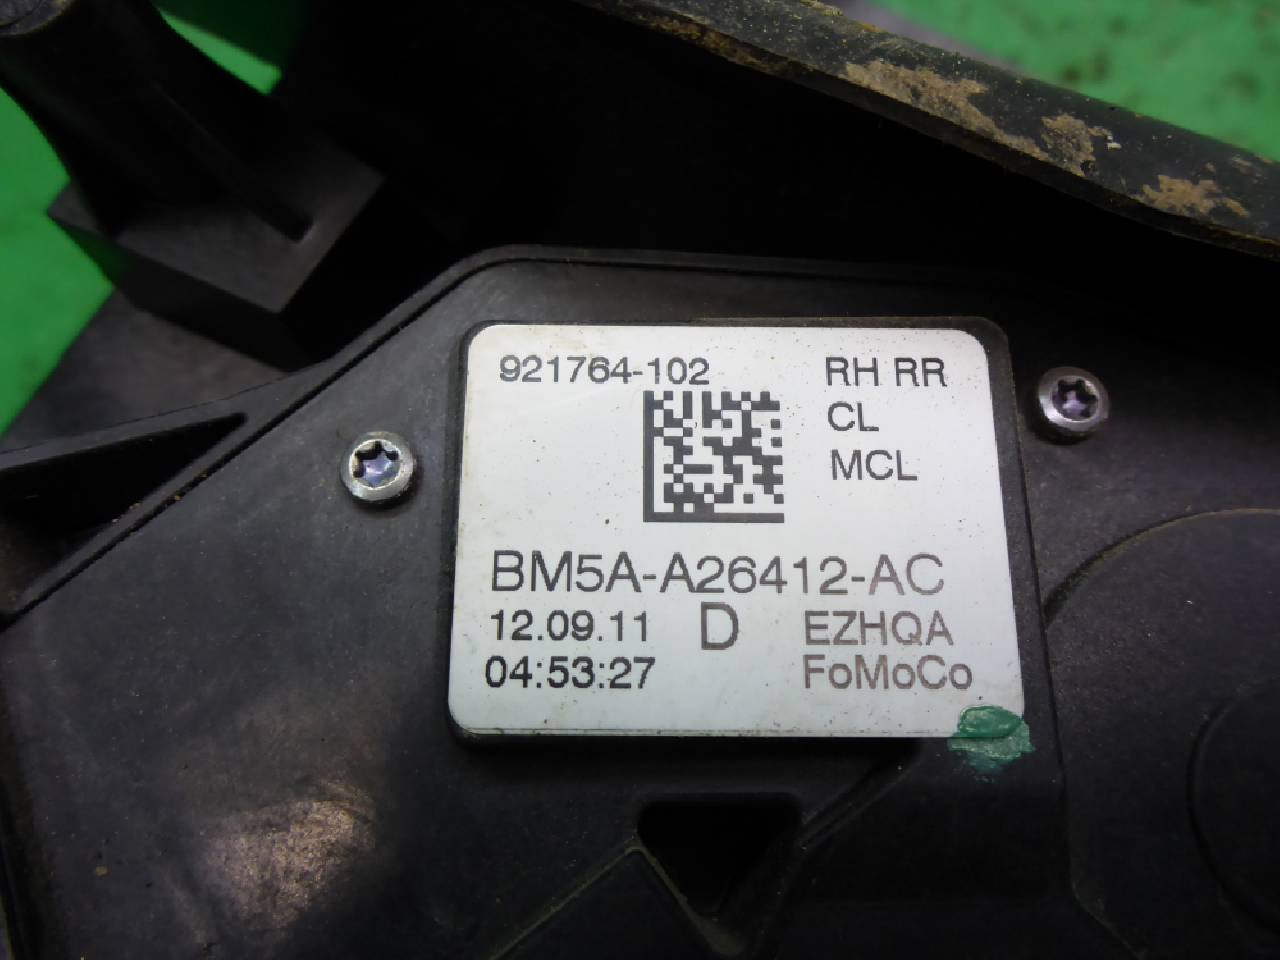 921764-102 RH RR
CL
MCL
BM5A-A26412-AC
12.09.11 D EZHQA
04:53:27 FoMoCo